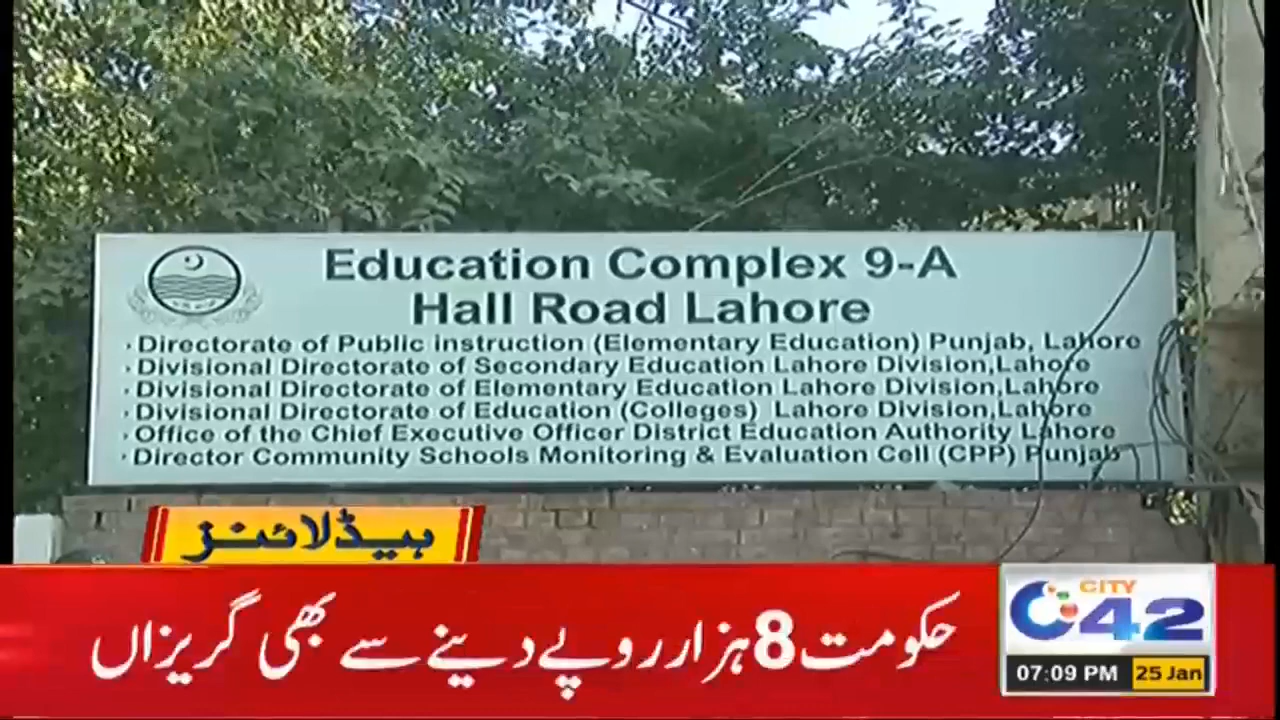 Education Complex 9-A
Hall Road Lahore
· Directorate of Public instruction (Elementary Education) Punjab, Lahore
· Divisional Directorate of Secondary Education Lahore Division,Lahore
· Divisional Directorate of Elementary Education Lahore Division,Lahore
· Divisional Directorate of Education (Colleges) Lahore Division,Lahore
· Office of the Chief Executive Officer District Education Authority Lahore
· Director Community Schools Monitoring & Evaluation Cell (CPP) Punjab
ہیڈلائنز
حکومت 8 ہزار روپے دینے سے بھی گریزاں
CITY
42
07:09 PM 25 Jan